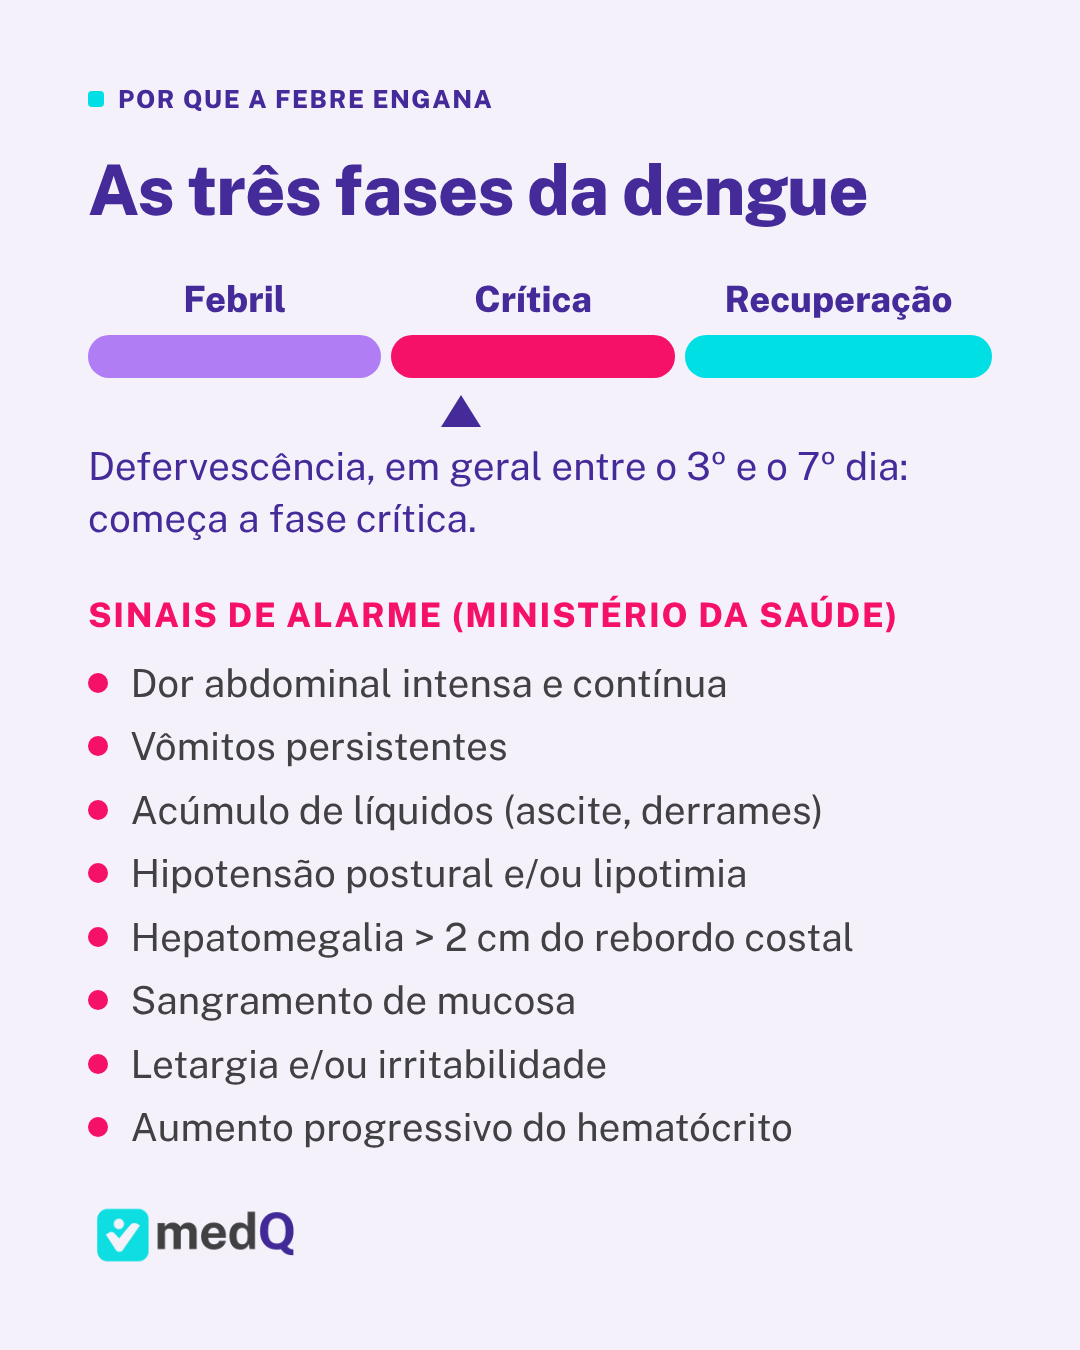 POR QUE A FEBRE ENGANA
As três fases da dengue
Febril
Crítica
Recuperação
Defervescência, em geral entre o 3º e o 7º dia:
começa a fase crítica.
SINAIS DE ALARME (MINISTÉRIO DA SAÚDE)
Dor abdominal intensa e contínua
Vômitos persistentes
Acúmulo de líquidos (ascite, derrames)
Hipotensão postural e/ou lipotimia
Hepatomegalia > 2 cm do rebordo costal
Sangramento de mucosa
Letargia e/ou irritabilidade
Aumento progressivo do hematócrito
medQ